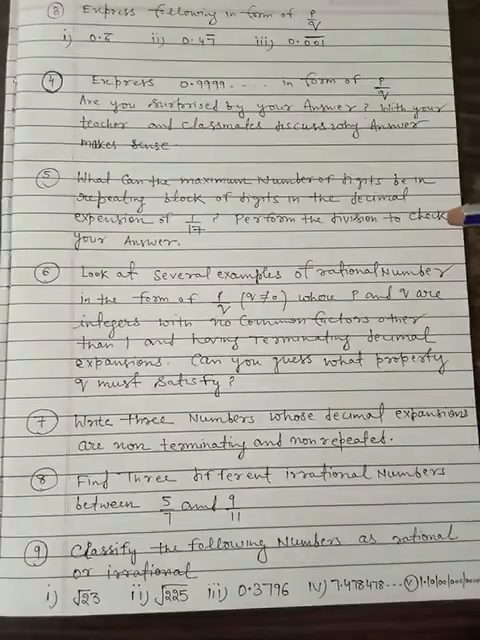 ③ Express following in form of p/q
i) 0.6̅ ii) 0.47̅ iii) 0.0̅0̅1̅
④ Express 0.9999..... in form of p/q
Are you surprised by your Answer? With your
teacher and classmates discuss why Answer
makes sense.
⑤ What can the maximum Number of digits be in
repeating block of digits in the decimal
expension of 1/17? Perform the division to check
your Answer.
⑥ Look at several examples of rational Number
in the form of p/q (q≠0) whose p and q are
integers with no common factors other
than 1 and having Terminating decimal
expansions. Can you guess what property
q must satisfy?
⑦ Write Three Numbers whose decimal expansions
are non terminating and non repeated.
⑧ Find Three different irrational Numbers
between 5/7 and 9/11
⑨ Classify the following Numbers as rational
or irrational
i) √23 ii) √225 iii) 0.3796 iv) 7.478478... v) 1.101001000100001